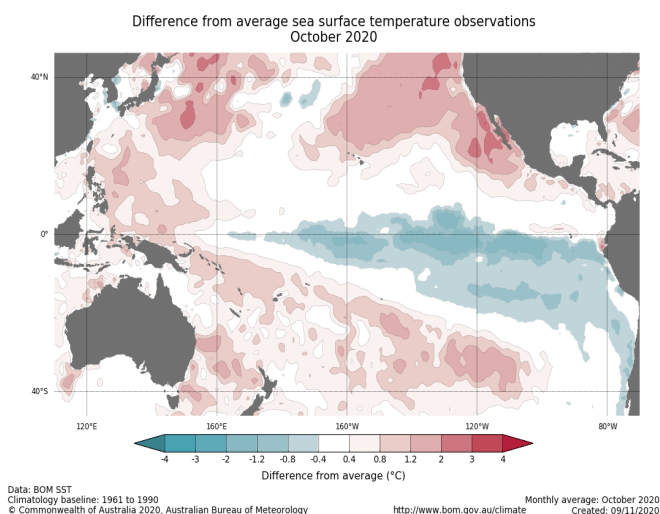 Difference from average sea surface temperature observations
October 2020
40°N
0°
40°S
120°E 160°E 160°W 120°W 80°W
-4 -3 -2 -1.2 -0.8 -0.4 0.4 0.8 1.2 2 3 4
Difference from average (°C)
Data: BOM SST
Climatology baseline: 1961 to 1990 Monthly average: October 2020
© Commonwealth of Australia 2020, Australian Bureau of Meteorology http://www.bom.gov.au/climate Created: 09/11/2020